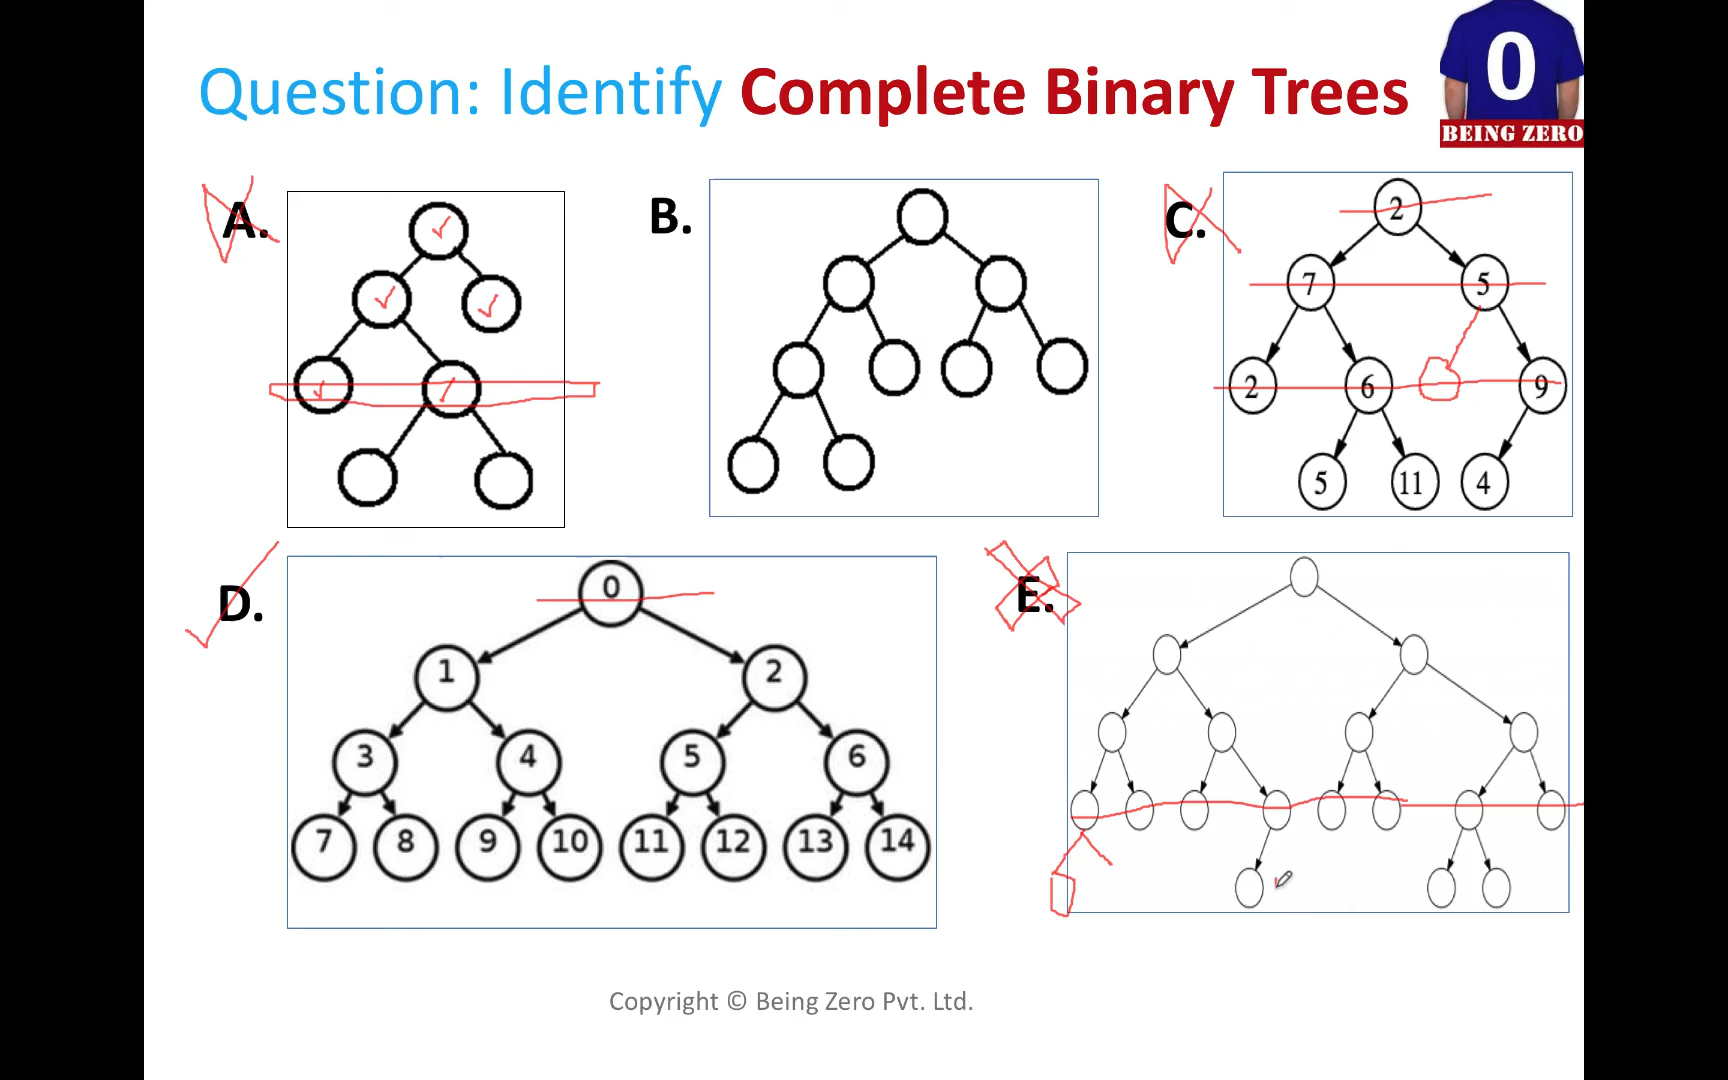 Question: Identify Complete Binary Trees
0
BEING ZERO
A.
B.
C.
2
7 5
2 6 9
5 11 4
D.
0
1 2
3 4 5 6
7 8 9 10 11 12 13 14
E.
Copyright © Being Zero Pvt. Ltd.